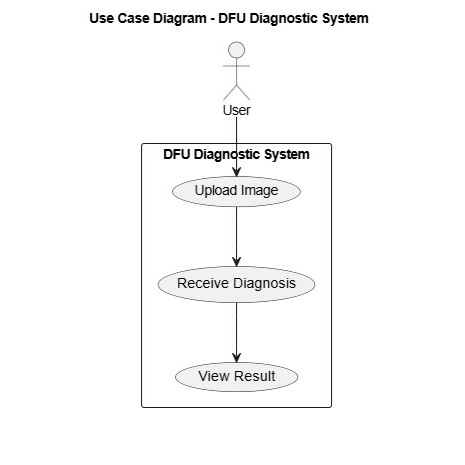 Use Case Diagram - DFU Diagnostic System
User
DFU Diagnostic System
Upload Image
Receive Diagnosis
View Result